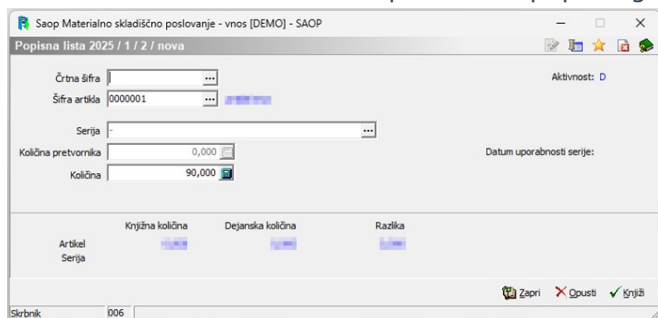 Saop Materialno skladiščno poslovanje - vnos [DEMO] - SAOP
Popisna lista 2025 / 1 / 2 / nova
Črtna šifra ...
Aktivnost: D
Šifra artikla 0000001 ...
Serija - ...
Količina pretvornika 0,000
Datum uporabnosti serije:
Količina 90,000
Knjižna količina Dejanska količina Razlika
Artikel
Serija
Zapri Opusti Knjiži
Skrbnik 006